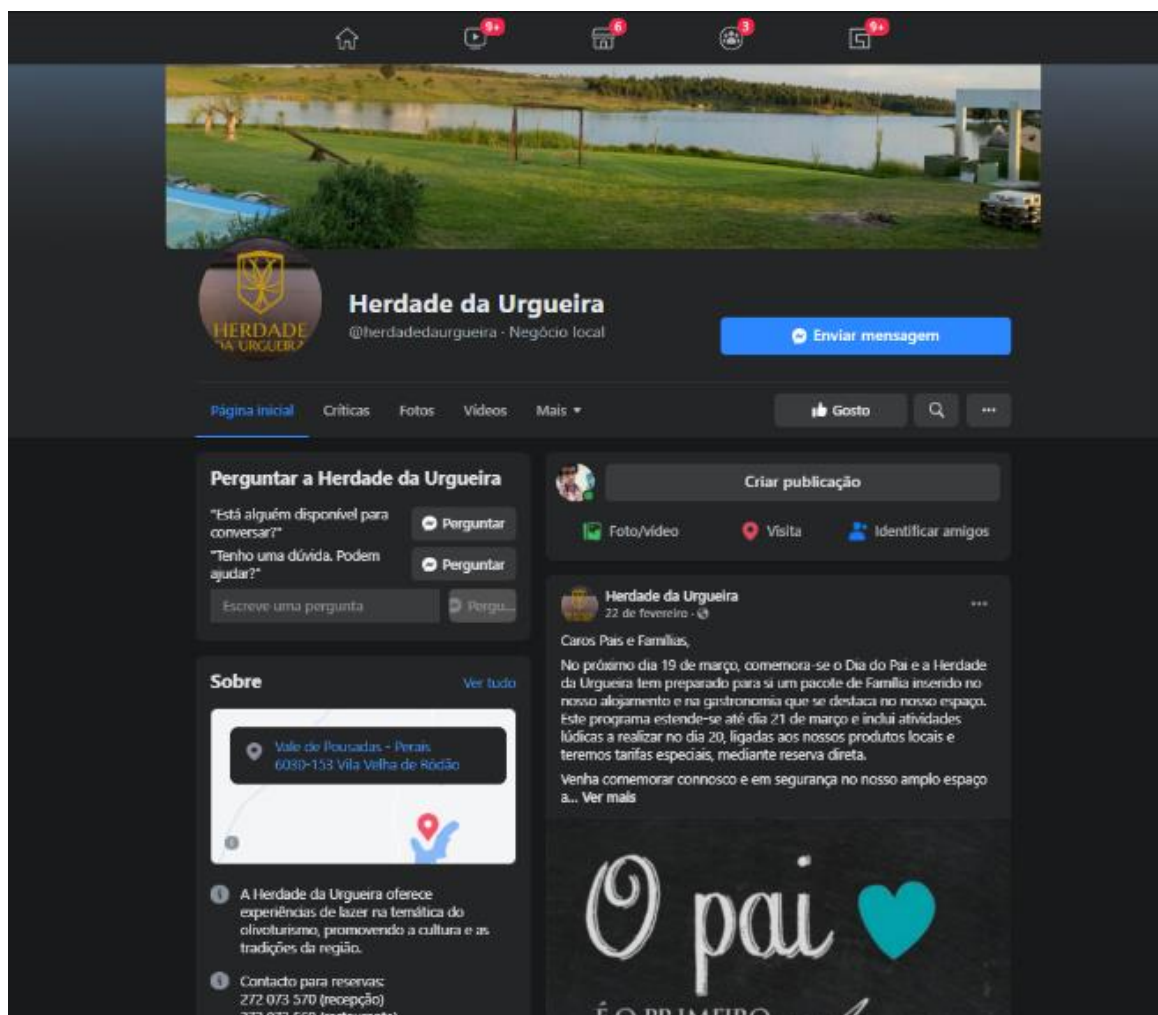 9+
6
3
9+
HERDADE
DA URGUEIRA
Herdade da Urgueira
@herdadedaurgueira · Negócio local
Enviar mensagem
Página inicial
Críticas
Fotos
Vídeos
Mais
Gosto
Perguntar a Herdade da Urgueira
"Está alguém disponível para
conversar?"
Perguntar
"Tenho uma dúvida. Podem
ajudar?"
Perguntar
Escreve uma pergunta
Pergu...
Sobre
Ver tudo
Vale de Pousadas - Perais
6030-153 Vila Velha de Ródão
A Herdade da Urgueira oferece
experiências de lazer na temática do
olivoturismo, promovendo a cultura e as
tradições da região.
Contacto para reservas:
272 073 570 (recepção)
Criar publicação
Foto/vídeo
Visita
Identificar amigos
Herdade da Urgueira
22 de fevereiro ·
Caros Pais e Famílias,
No próximo dia 19 de março, comemora-se o Dia do Pai e a Herdade
da Urgueira tem preparado para si um pacote de Família inserido no
nosso alojamento e na gastronomia que se destaca no nosso espaço.
Este programa estende-se até dia 21 de março e inclui atividades
lúdicas a realizar no dia 20, ligadas aos nossos produtos locais e
teremos tarifas especiais, mediante reserva direta.
Venha comemorar connosco e em segurança no nosso amplo espaço
a... Ver mais
O pai
É O PRIMEIRO